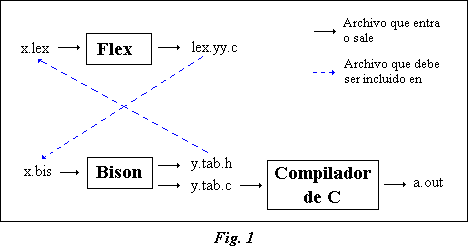 x.lex
Flex
lex.yy.c
Archivo que entra
o sale
Archivo que debe
ser incluido en
x.bis
Bison
y.tab.h
y.tab.c
Compilador
de C
a.out
Fig. 1